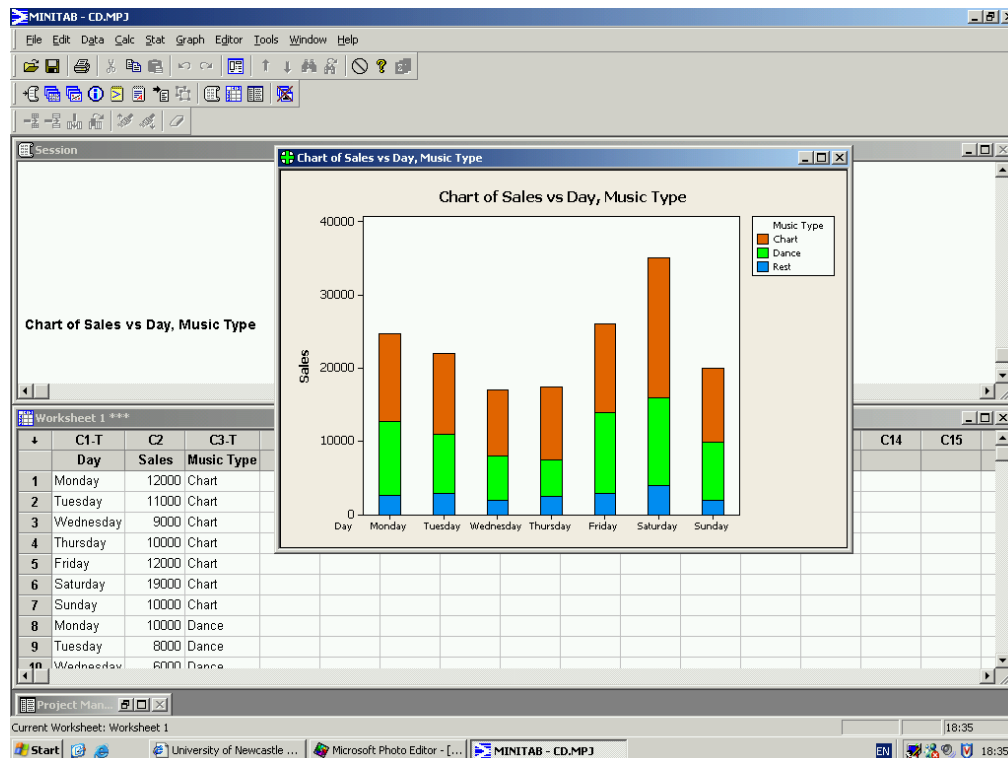 MINITAB - CD.MPJ
File Edit Data Calc Stat Graph Editor Tools Window Help
Session
Chart of Sales vs Day, Music Type
Chart of Sales vs Day, Music Type
Chart of Sales vs Day, Music Type
Music Type
Chart
Dance
Rest
Sales
40000
30000
20000
10000
0
Day Monday Tuesday Wednesday Thursday Friday Saturday Sunday
Worksheet 1 ***
C1-T C2 C3-T C14 C15
Day Sales Music Type
1 Monday 12000 Chart
2 Tuesday 11000 Chart
3 Wednesday 9000 Chart
4 Thursday 10000 Chart
5 Friday 12000 Chart
6 Saturday 19000 Chart
7 Sunday 10000 Chart
8 Monday 10000 Dance
9 Tuesday 8000 Dance
10 Wednesday 6000 Dance
Project Man...
Current Worksheet: Worksheet 1 18:35
Start University of Newcastle ... Microsoft Photo Editor - [... MINITAB - CD.MPJ EN 18:35